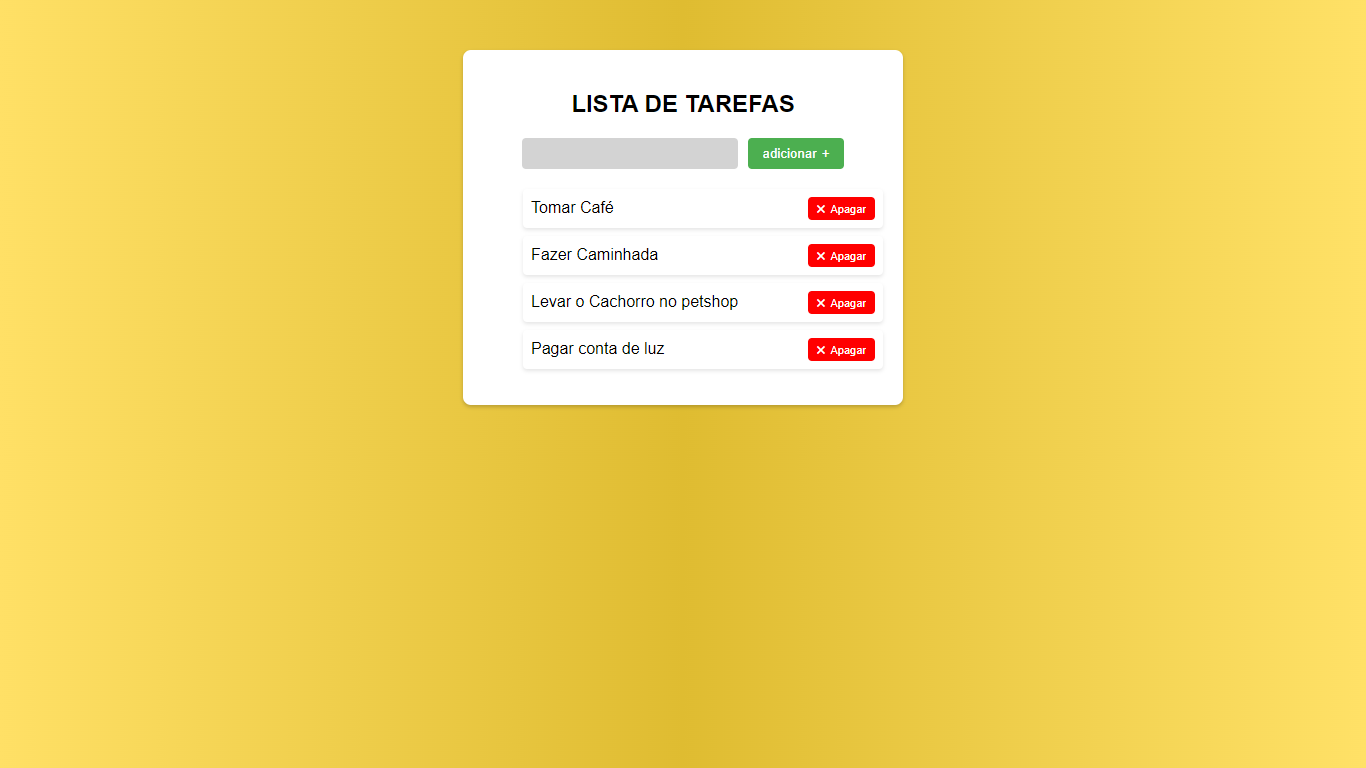 LISTA DE TAREFAS
adicionar +
Tomar Café
✕ Apagar
Fazer Caminhada
✕ Apagar
Levar o Cachorro no petshop
✕ Apagar
Pagar conta de luz
✕ Apagar